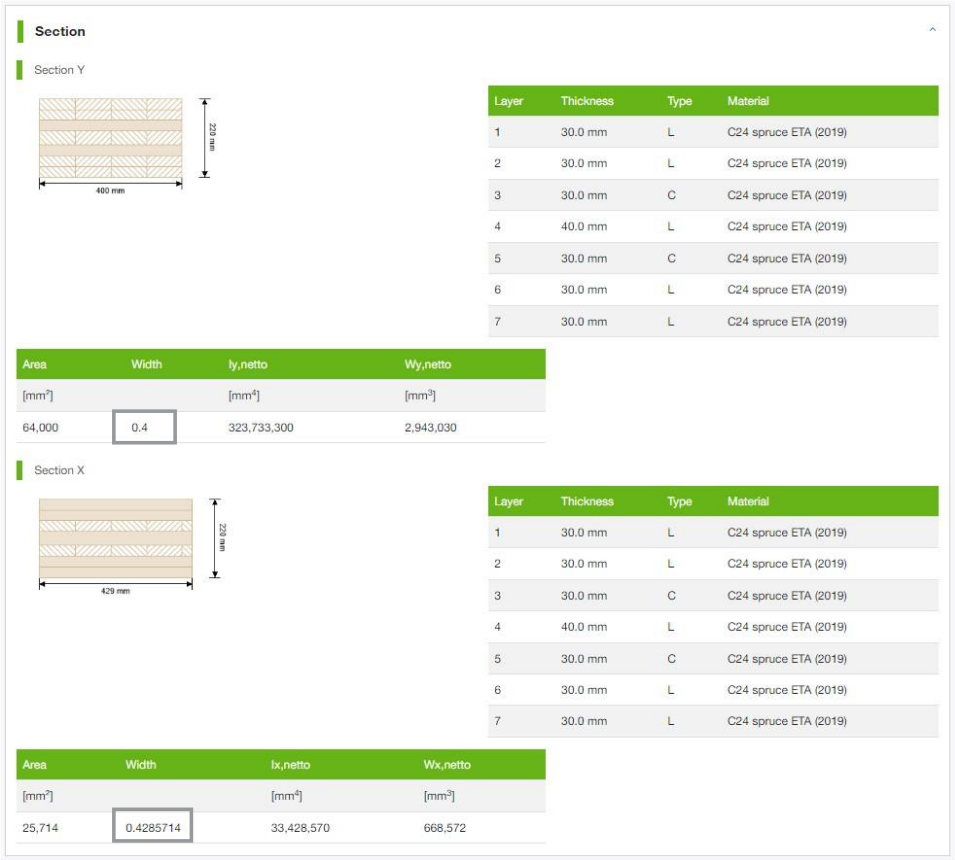 Section
Section Y
220 mm
400 mm
Layer Thickness Type Material
1 30.0 mm L C24 spruce ETA (2019)
2 30.0 mm L C24 spruce ETA (2019)
3 30.0 mm C C24 spruce ETA (2019)
4 40.0 mm L C24 spruce ETA (2019)
5 30.0 mm C C24 spruce ETA (2019)
6 30.0 mm L C24 spruce ETA (2019)
7 30.0 mm L C24 spruce ETA (2019)
Area Width Iy,netto Wy,netto
[mm²] [mm⁴] [mm³]
64,000 0.4 323,733,300 2,943,030
Section X
220 mm
429 mm
Layer Thickness Type Material
1 30.0 mm L C24 spruce ETA (2019)
2 30.0 mm L C24 spruce ETA (2019)
3 30.0 mm C C24 spruce ETA (2019)
4 40.0 mm L C24 spruce ETA (2019)
5 30.0 mm C C24 spruce ETA (2019)
6 30.0 mm L C24 spruce ETA (2019)
7 30.0 mm L C24 spruce ETA (2019)
Area Width Ix,netto Wx,netto
[mm²] [mm⁴] [mm³]
25,714 0.4285714 33,428,570 668,572